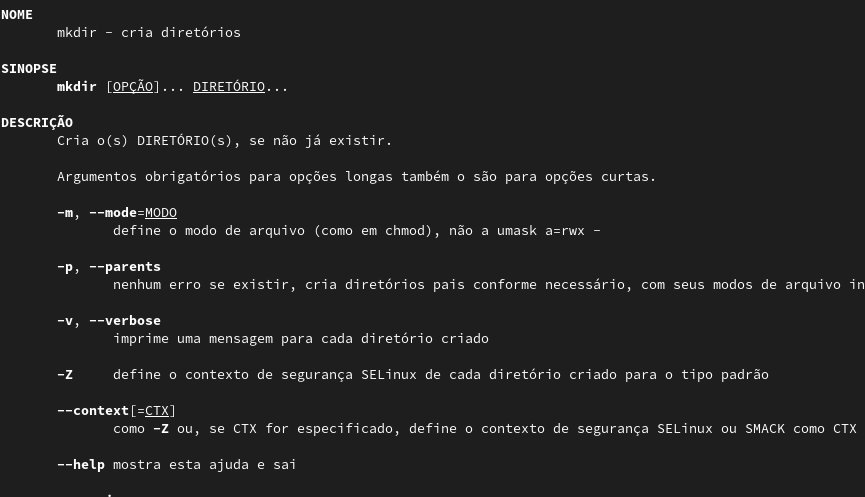 NOME
mkdir - cria diretórios
SINOPSE
mkdir [OPÇÃO]... DIRETÓRIO...
DESCRIÇÃO
Cria o(s) DIRETÓRIO(s), se não já existir.
Argumentos obrigatórios para opções longas também o são para opções curtas.
-m, --mode=MODO
define o modo de arquivo (como em chmod), não a umask a=rwx -
-p, --parents
nenhum erro se existir, cria diretórios pais conforme necessário, com seus modos de arquivo in
-v, --verbose
imprime uma mensagem para cada diretório criado
-Z define o contexto de segurança SELinux de cada diretório criado para o tipo padrão
--context[=CTX]
como -Z ou, se CTX for especificado, define o contexto de segurança SELinux ou SMACK como CTX
--help mostra esta ajuda e sai